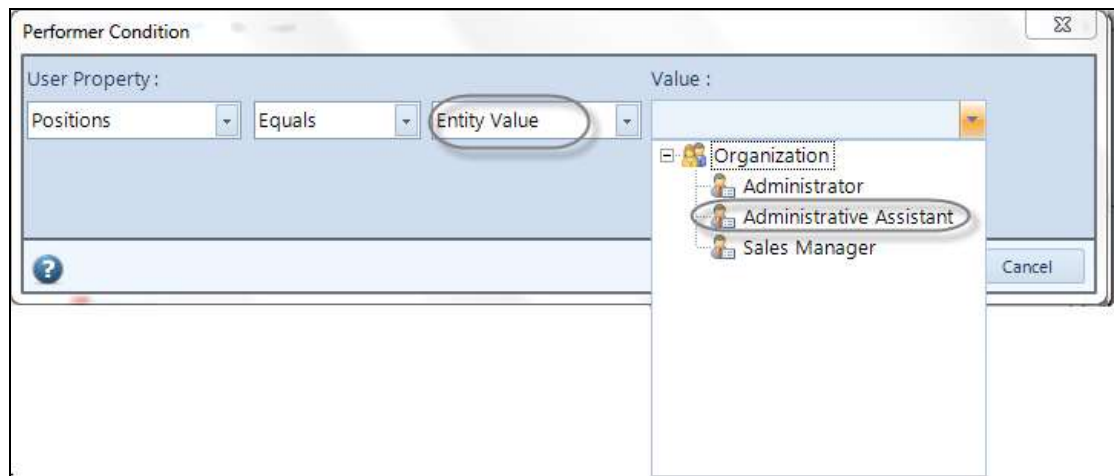 Performer Condition
User Property :
Value :
Positions
Equals
Entity Value
Organization
Administrator
Administrative Assistant
Sales Manager
Cancel